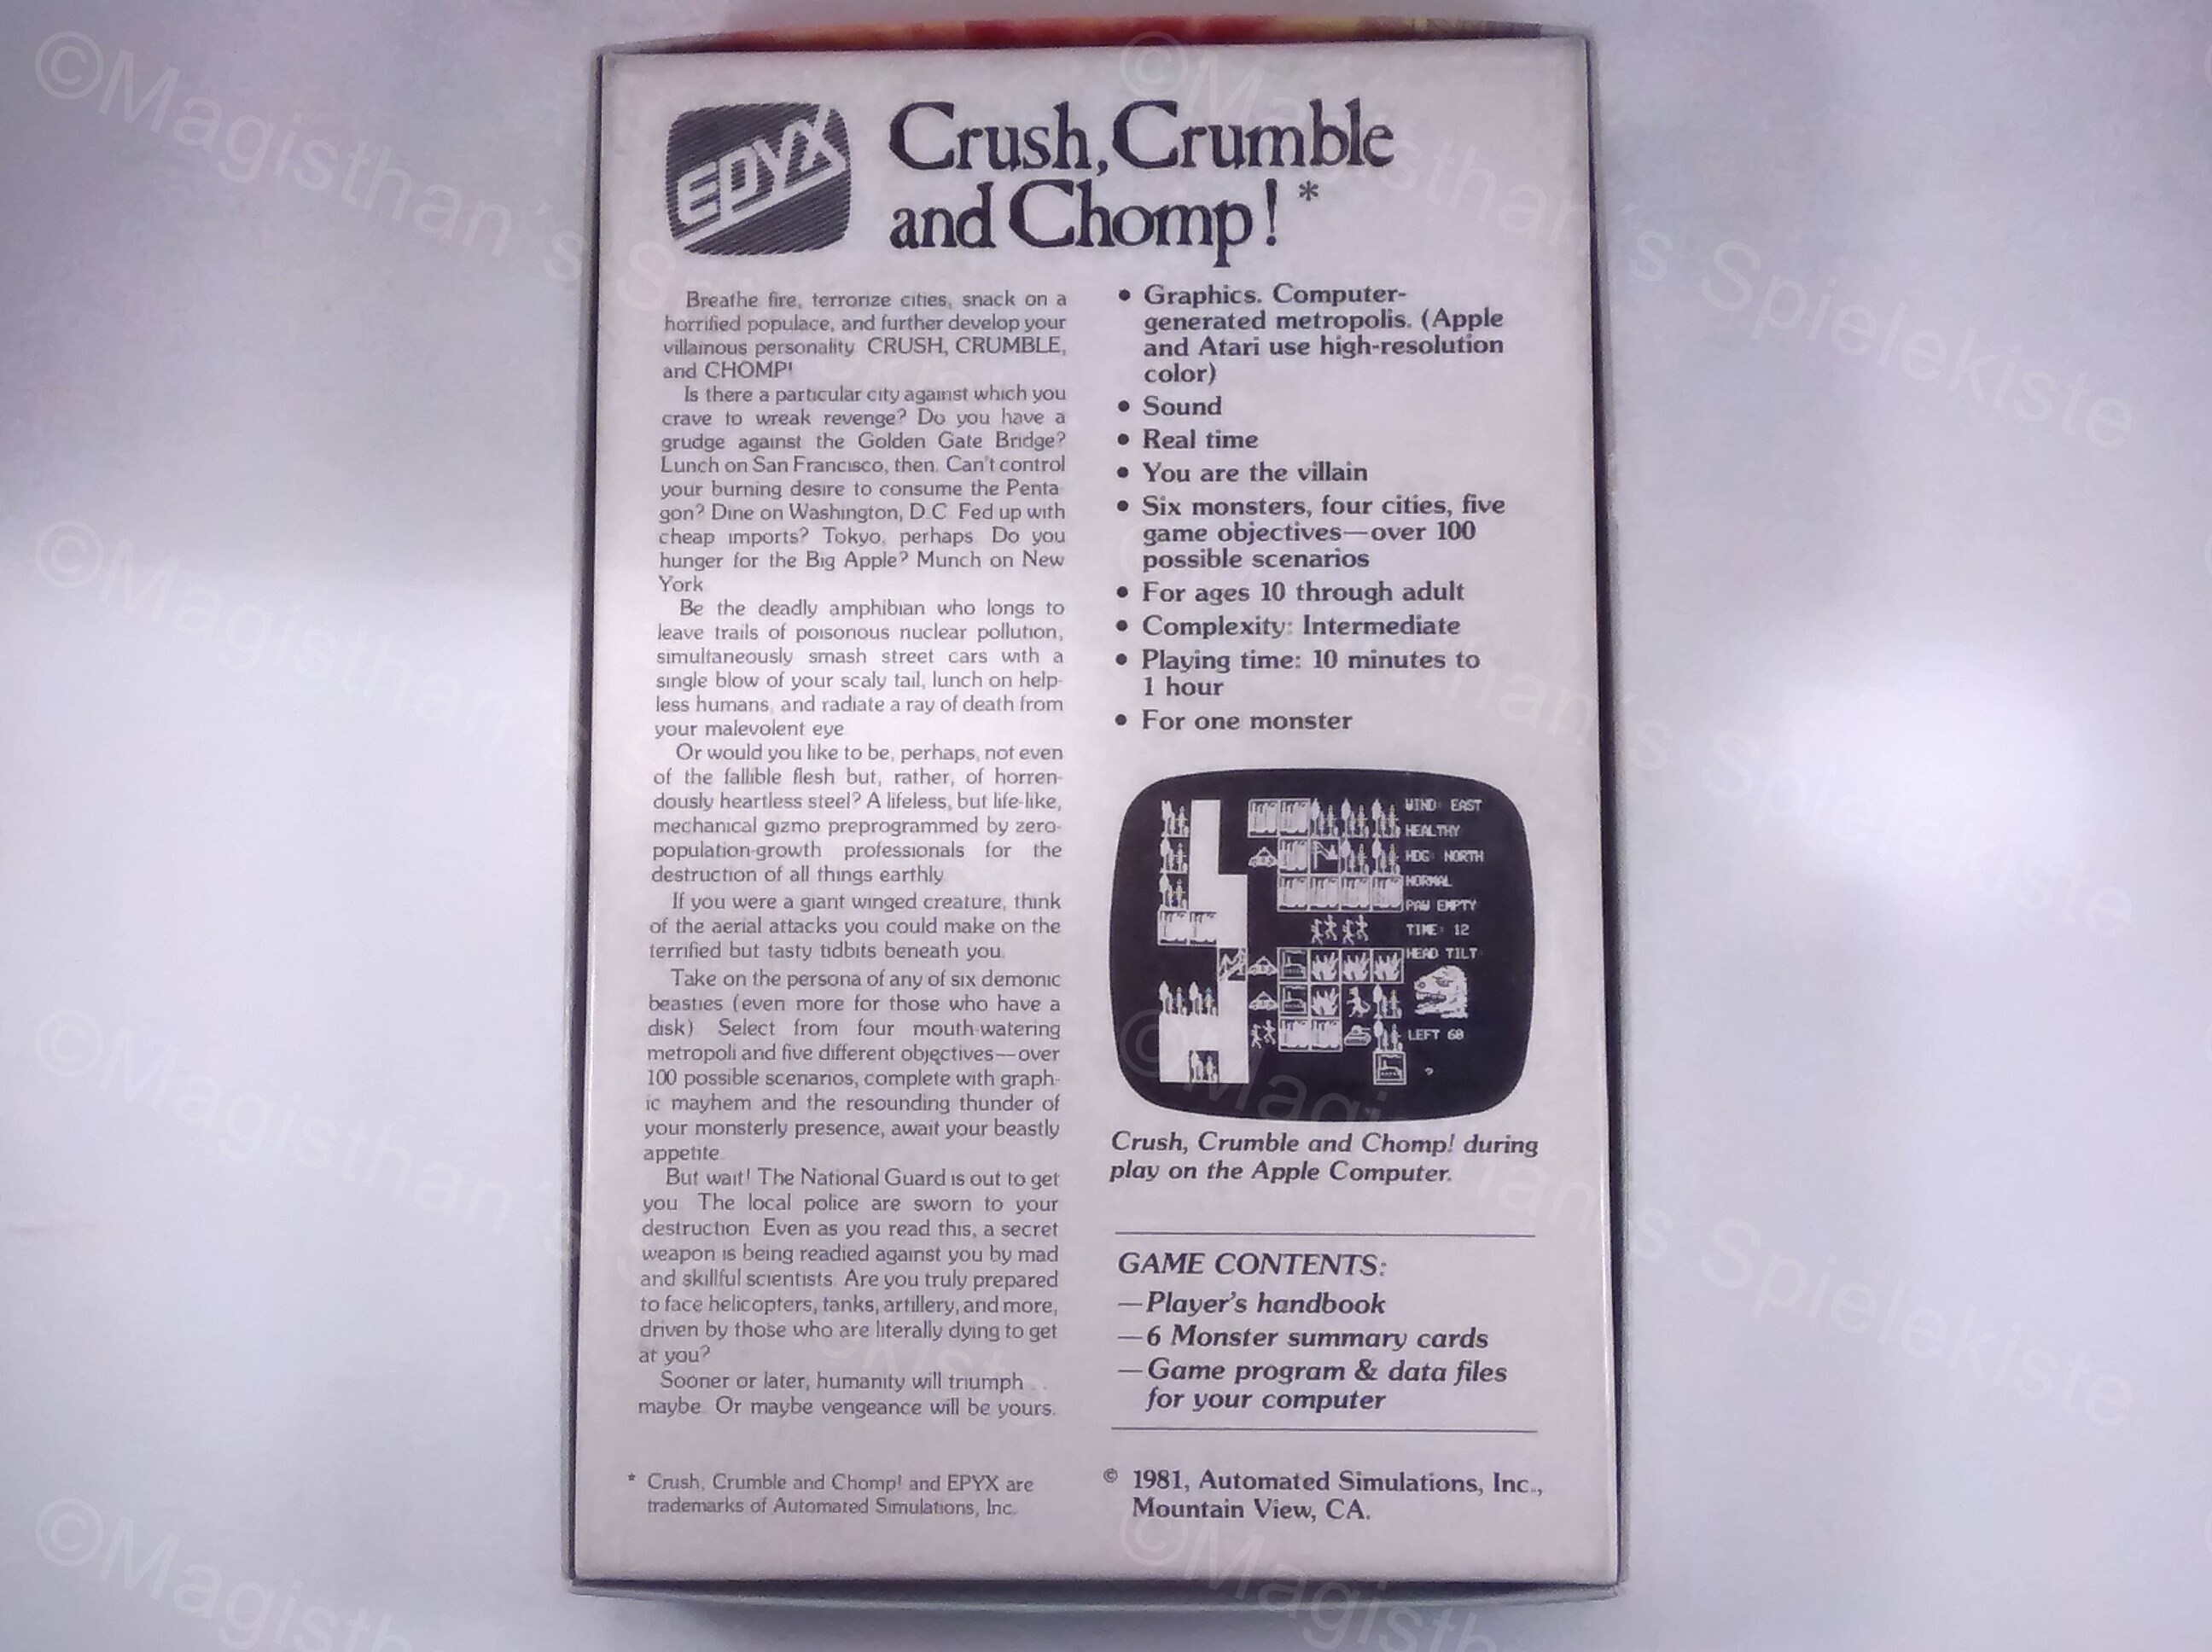 EPYX
Crush, Crumble
and Chomp! *
Breathe fire, terrorize cities, snack on a
horrified populace, and further develop your
villainous personality CRUSH, CRUMBLE,
and CHOMP!
Is there a particular city against which you
crave to wreak revenge? Do you have a
grudge against the Golden Gate Bridge?
Lunch on San Francisco, then. Can't control
your burning desire to consume the Penta-
gon? Dine on Washington, D.C. Fed up with
cheap imports? Tokyo, perhaps. Do you
hunger for the Big Apple? Munch on New
York
Be the deadly amphibian who longs to
leave trails of poisonous nuclear pollution,
simultaneously smash street cars with a
single blow of your scaly tail, lunch on help-
less humans, and radiate a ray of death from
your malevolent eye
Or would you like to be, perhaps, not even
of the fallible flesh but, rather, of horren-
dously heartless steel? A lifeless, but life-like,
mechanical gizmo preprogrammed by zero-
population-growth professionals for the
destruction of all things earthly
If you were a giant winged creature, think
of the aerial attacks you could make on the
terrified but tasty tidbits beneath you.
Take on the persona of any of six demonic
beasties (even more for those who have a
disk). Select from four mouth-watering
metropoli and five different objectives—over
100 possible scenarios, complete with graph-
ic mayhem and the resounding thunder of
your monsterly presence, await your beastly
appetite.
But wait! The National Guard is out to get
you. The local police are sworn to your
destruction. Even as you read this, a secret
weapon is being readied against you by mad
and skillful scientists. Are you truly prepared
to face helicopters, tanks, artillery, and more,
driven by those who are literally dying to get
at you?
Sooner or later, humanity will triumph . . .
maybe. Or maybe vengeance will be yours.
* Crush, Crumble and Chomp! and EPYX are
trademarks of Automated Simulations, Inc.
• Graphics. Computer-
generated metropolis. (Apple
and Atari use high-resolution
color)
• Sound
• Real time
• You are the villain
• Six monsters, four cities, five
game objectives—over 100
possible scenarios
• For ages 10 through adult
• Complexity: Intermediate
• Playing time: 10 minutes to
1 hour
• For one monster
WIND: EAST
HEALTHY
HDG: NORTH
NORMAL
PAW EMPTY
TIME: 12
HEAD TILT
LEFT 60
Crush, Crumble and Chomp! during
play on the Apple Computer.
GAME CONTENTS:
—Player's handbook
—6 Monster summary cards
—Game program & data files
for your computer
© 1981, Automated Simulations, Inc.,
Mountain View, CA.
©Magisthan's Spielekiste
©Magisthan's Spielekiste
©Magisthan's Spielekiste
©Magisthan's Spielekiste
©Magisthan's Spielekiste
©Magisthan's Spielekiste
©Magisth
©Magisth